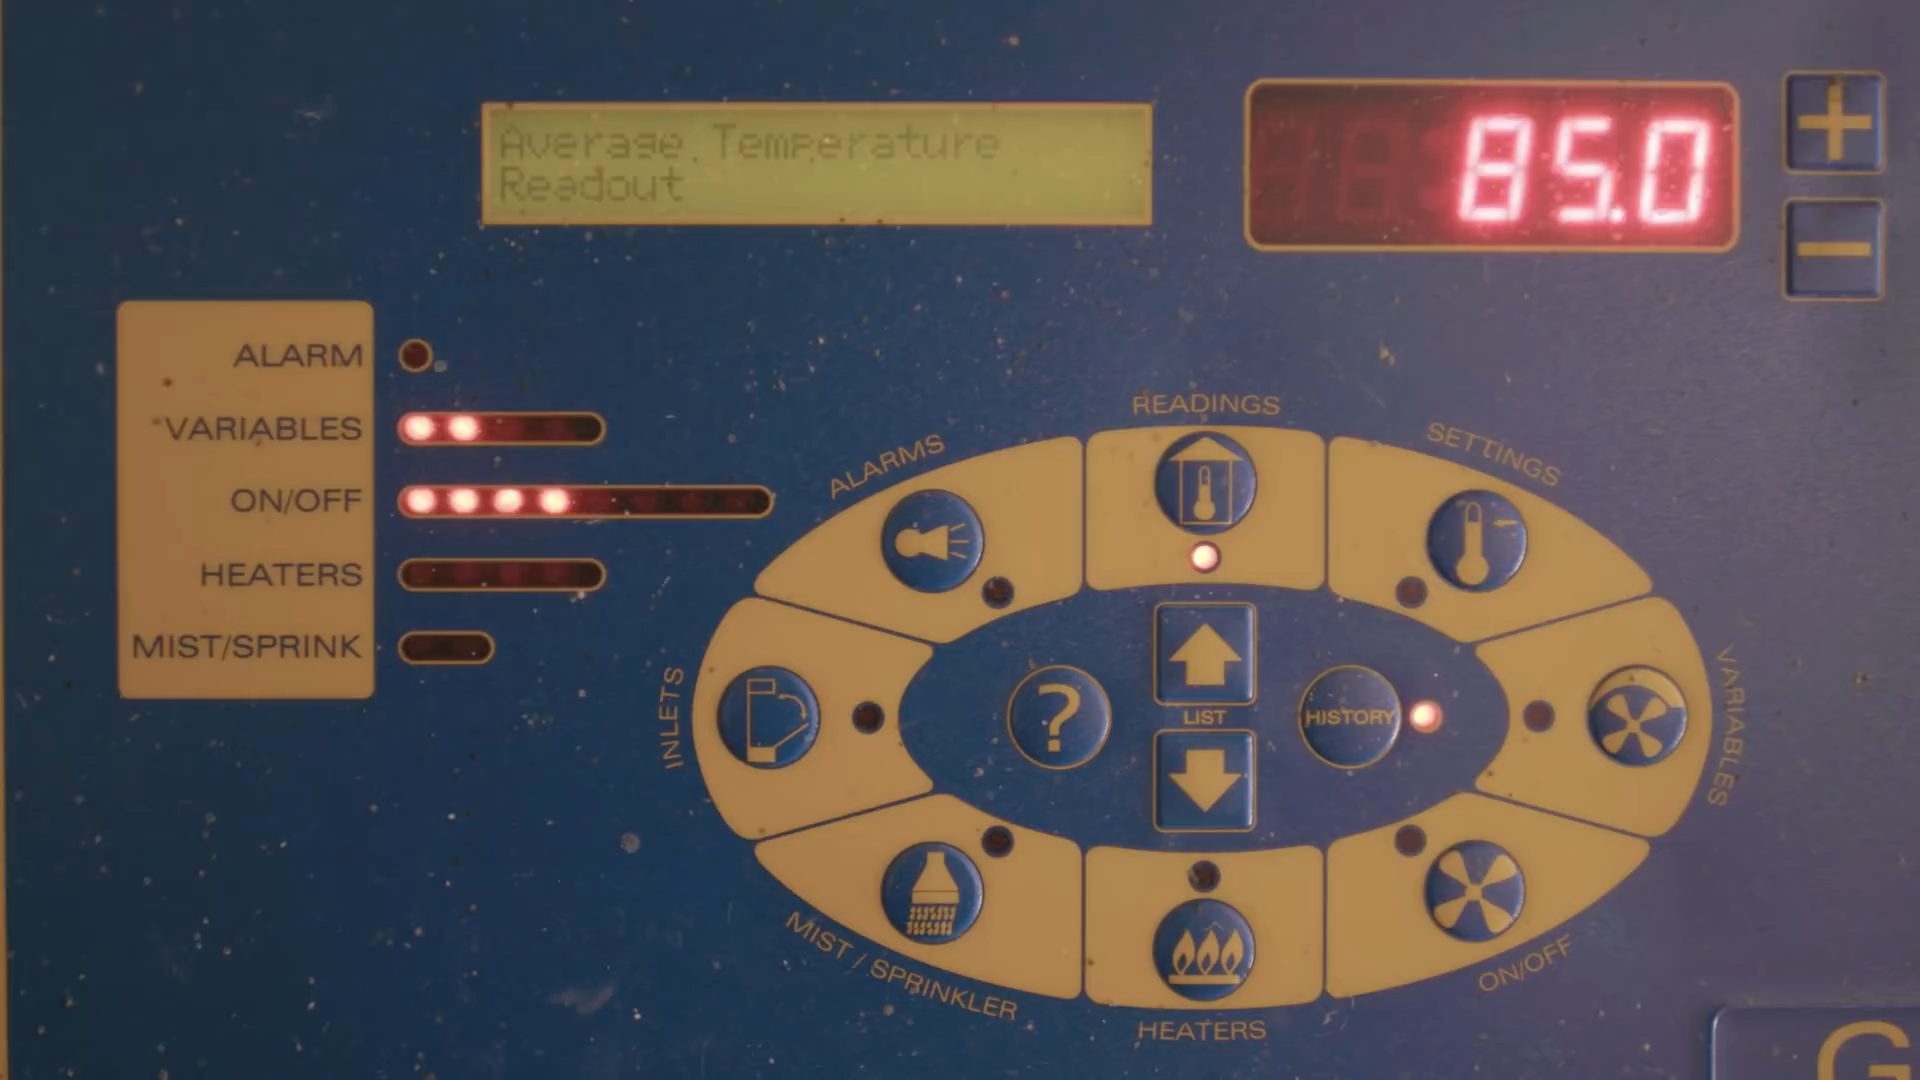 Average Temperature
Readout
85.0
+
−
ALARM
VARIABLES
ON/OFF
HEATERS
MIST/SPRINK
READINGS
ALARMS
SETTINGS
INLETS
?
LIST
HISTORY
VARIABLES
MIST / SPRINKLER
HEATERS
ON/OFF
G